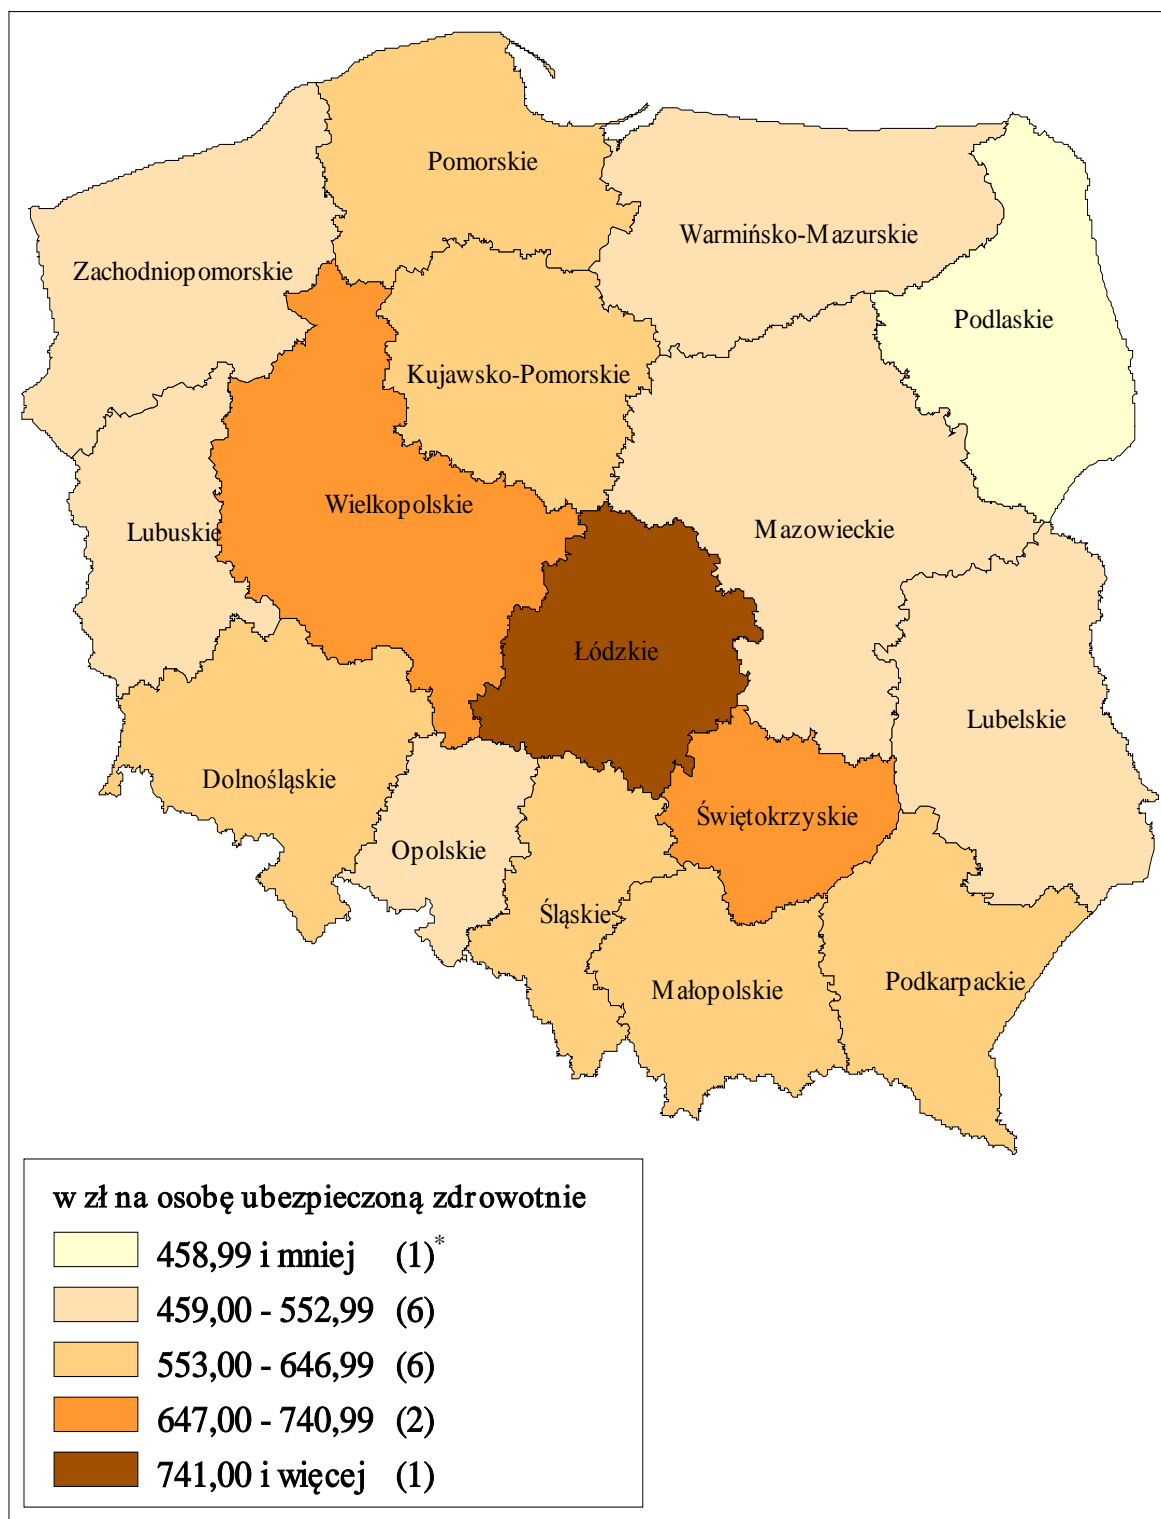 Pomorskie
Warmińsko-Mazurskie
Zachodniopomorskie
Podlaskie
Kujawsko-Pomorskie
Wielkopolskie
Mazowieckie
Lubuskie
Łódzkie
Lubelskie
Dolnośląskie
Świętokrzyskie
Opolskie
Śląskie
Podkarpackie
Małopolskie
w zł na osobę ubezpieczoną zdrowotnie
458,99 i mniej (1)*
459,00 - 552,99 (6)
553,00 - 646,99 (6)
647,00 - 740,99 (2)
741,00 i więcej (1)